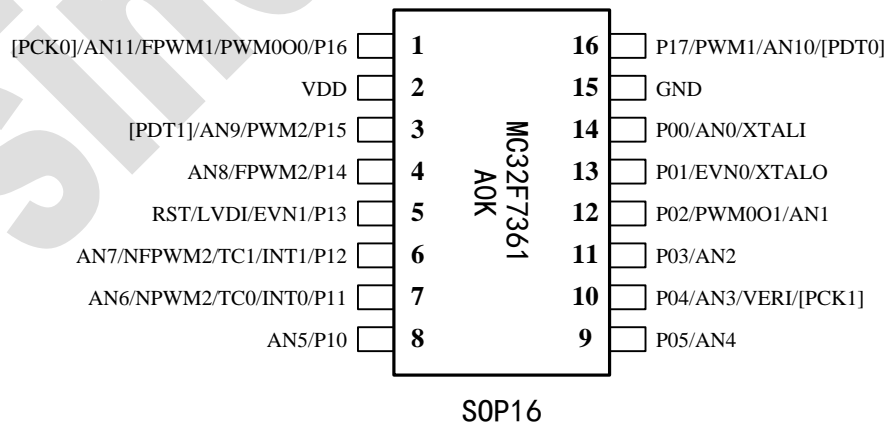 [PCK0]/AN11/FPWM1/PWM0O0/P16 1 16 P17/PWM1/AN10/[PDT0]
VDD 2 15 GND
[PDT1]/AN9/PWM2/P15 3 14 P00/AN0/XTALI
AN8/FPWM2/P14 4 13 P01/EVN0/XTALO
RST/LVDI/EVN1/P13 5 12 P02/PWM0O1/AN1
AN7/NFPWM2/TC1/INT1/P12 6 11 P03/AN2
AN6/NPWM2/TC0/INT0/P11 7 10 P04/AN3/VERI/[PCK1]
AN5/P10 8 9 P05/AN4
MC32F7361
A0K
SOP16